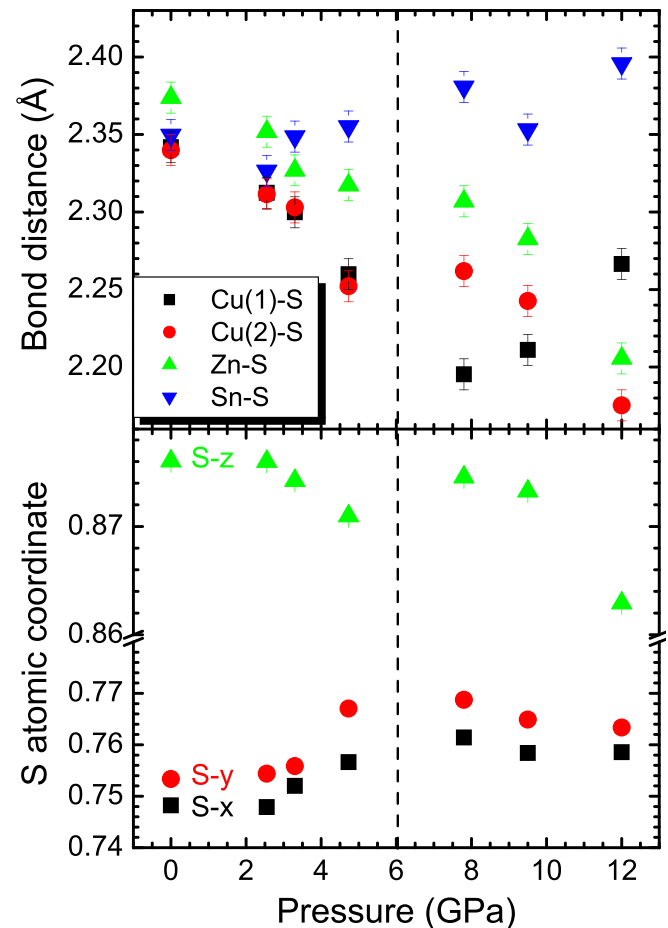 Bond distance (Å)
2.40
2.35
2.30
2.25
2.20
Cu(1)-S
Cu(2)-S
Zn-S
Sn-S
S atomic coordinate
0.87
0.86
0.77
0.76
0.75
0.74
S-z
S-y
S-x
0 2 4 6 8 10 12
Pressure (GPa)